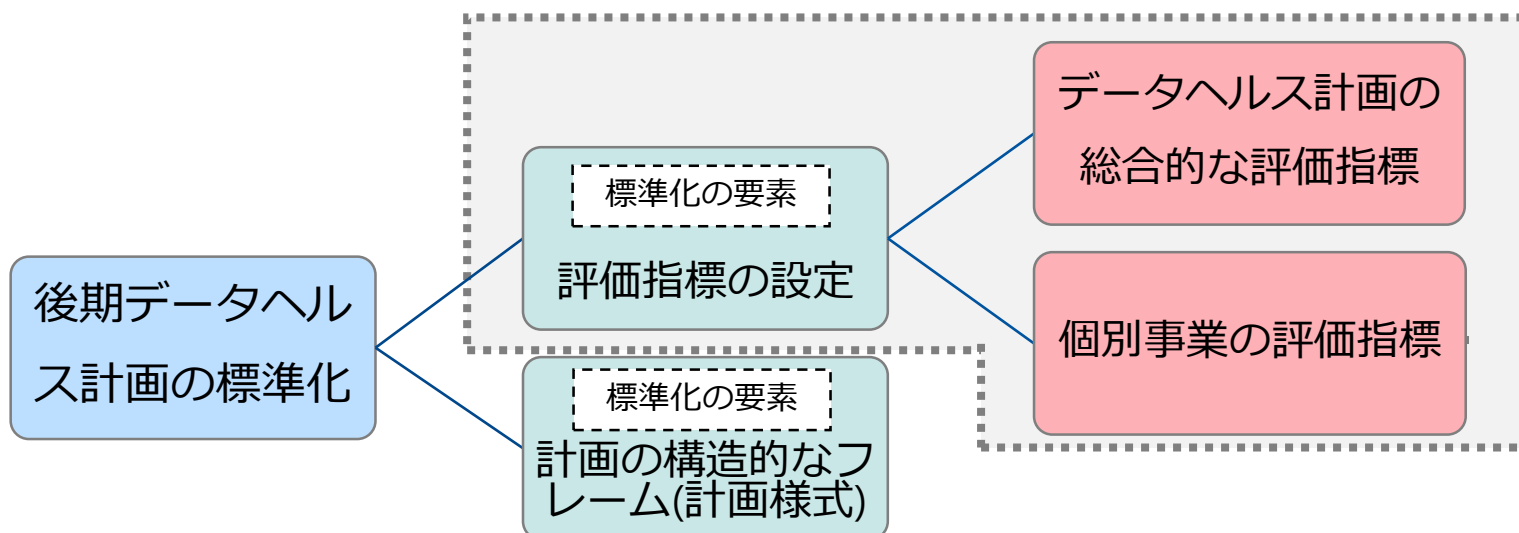 後期データヘル
ス計画の標準化
標準化の要素
評価指標の設定
標準化の要素
計画の構造的なフ
レーム(計画様式)
データヘルス計画の
総合的な評価指標
個別事業の評価指標